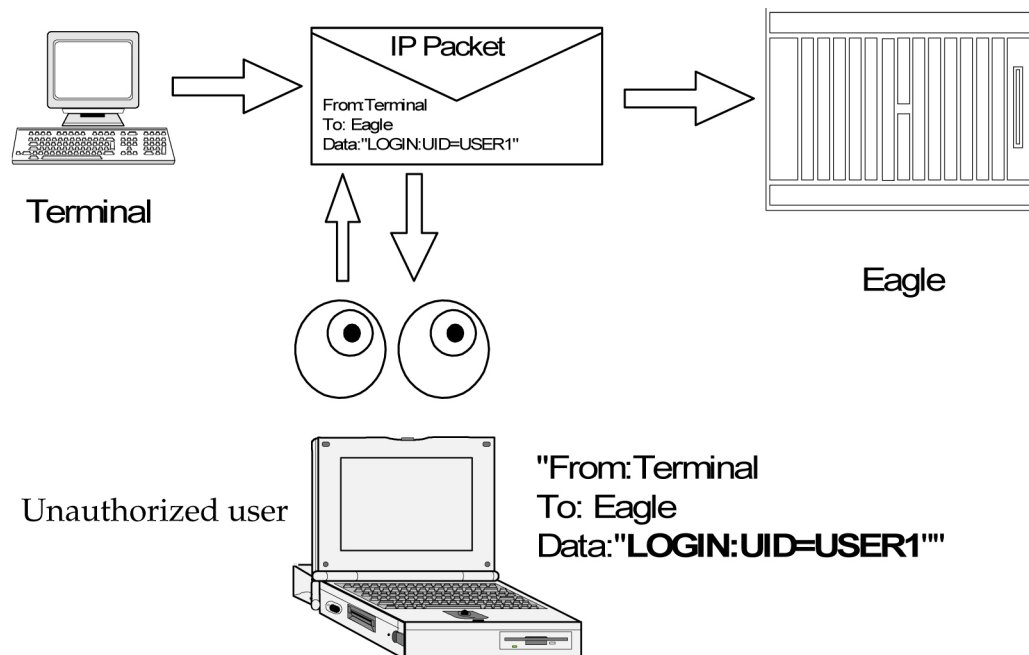 IP Packet
From:Terminal
To: Eagle
Data:"LOGIN:UID=USER1"
Terminal
Eagle
Unauthorized user
"From:Terminal
To: Eagle
Data:"LOGIN:UID=USER1""